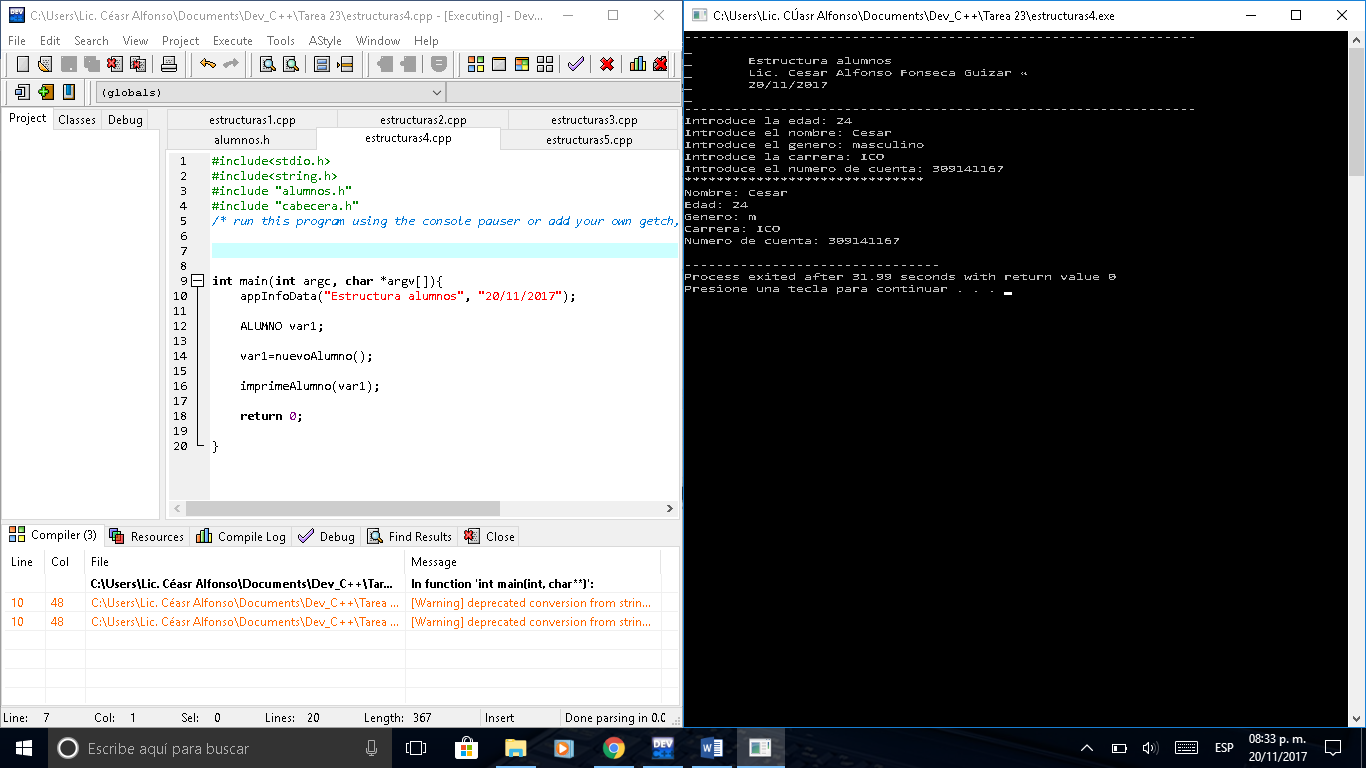 C:\Users\Lic. Céasr Alfonso\Documents\Dev_C++\Tarea 23\estructuras4.cpp - [Executing] - Dev...
File Edit Search View Project Execute Tools AStyle Window Help
(globals)
Project Classes Debug
estructuras1.cpp estructuras2.cpp estructuras3.cpp
alumnos.h estructuras4.cpp estructuras5.cpp
1 #include<stdio.h>
2 #include<string.h>
3 #include "alumnos.h"
4 #include "cabecera.h"
5 /* run this program using the console pauser or add your own getch,
6
7
8
9 int main(int argc, char *argv[]){
10 appInfoData("Estructura alumnos", "20/11/2017");
11
12 ALUMNO var1;
13
14 var1=nuevoAlumno();
15
16 imprimeAlumno(var1);
17
18 return 0;
19
20 }
Compiler (3) Resources Compile Log Debug Find Results Close
Line Col File Message
C:\Users\Lic. Céasr Alfonso\Documents\Dev_C++\Tar... In function 'int main(int, char**)':
10 48 C:\Users\Lic. Céasr Alfonso\Documents\Dev_C++\Tarea ... [Warning] deprecated conversion from strin...
10 48 C:\Users\Lic. Céasr Alfonso\Documents\Dev_C++\Tarea ... [Warning] deprecated conversion from strin...
Line: 7 Col: 1 Sel: 0 Lines: 20 Length: 367 Insert Done parsing in 0.0
C:\Users\Lic. CÚasr Alfonso\Documents\Dev_C++\Tarea 23\estructuras4.exe
----------------------------------------------------------------
_
_ Estructura alumnos
_ Lic. Cesar Alfonso Fonseca Guizar «
_ 20/11/2017
_
----------------------------------------------------------------
Introduce la edad: 24
Introduce el nombre: Cesar
Introduce el genero: masculino
Introduce la carrera: ICO
Introduce el numero de cuenta: 309141167
******************************
Nombre: Cesar
Edad: 24
Genero: m
Carrera: ICO
Numero de cuenta: 309141167
--------------------------------
Process exited after 31.99 seconds with return value 0
Presione una tecla para continuar . . .
Escribe aquí para buscar
DEV
ESP
08:33 p. m.
20/11/2017